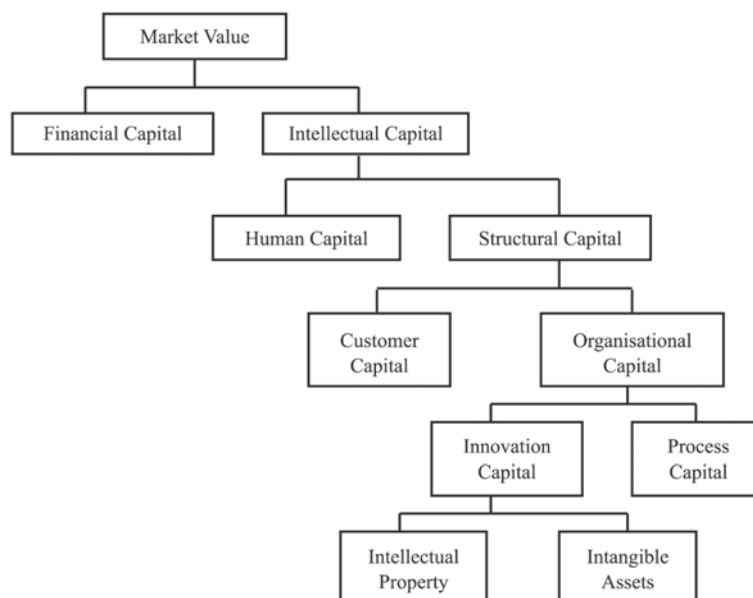 Market Value
Financial Capital
Intellectual Capital
Human Capital
Structural Capital
Customer
Capital
Organisational
Capital
Innovation
Capital
Process
Capital
Intellectual
Property
Intangible
Assets